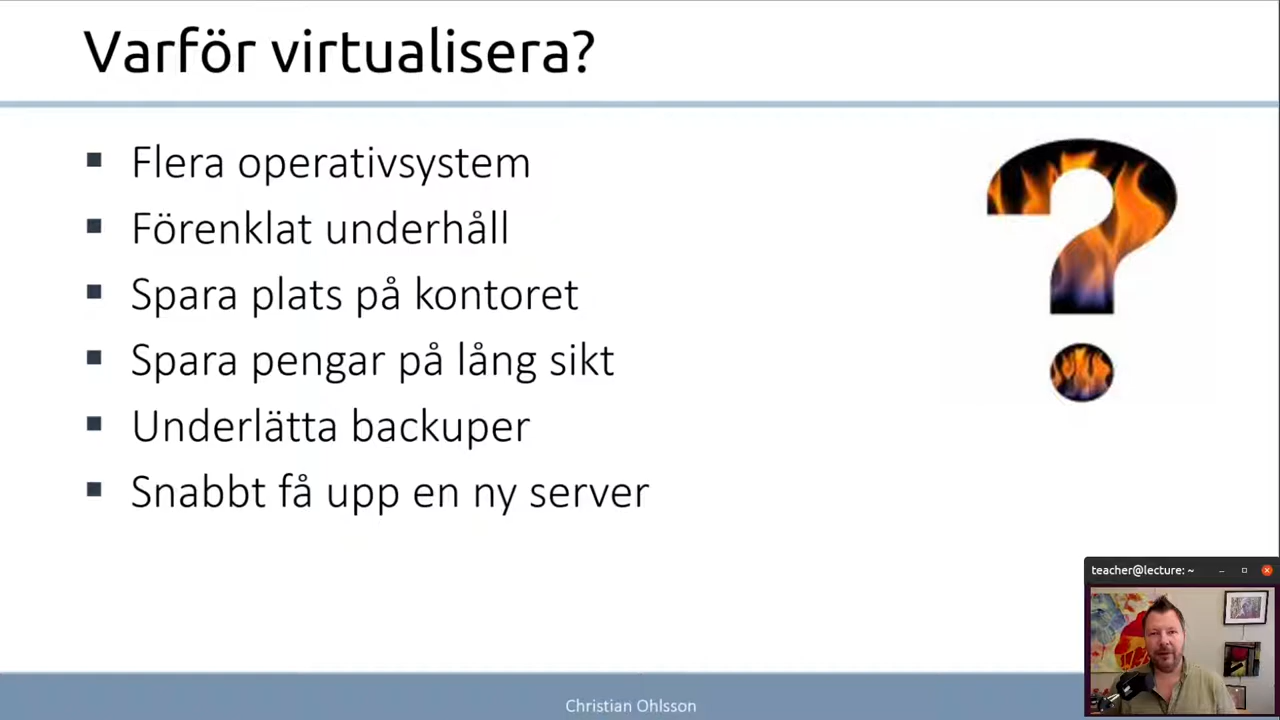 Varför virtualisera?
Flera operativsystem
Förenklat underhåll
Spara plats på kontoret
Spara pengar på lång sikt
Underlätta backuper
Snabbt få upp en ny server
teacher@lecture: ~
Christian Ohlsson